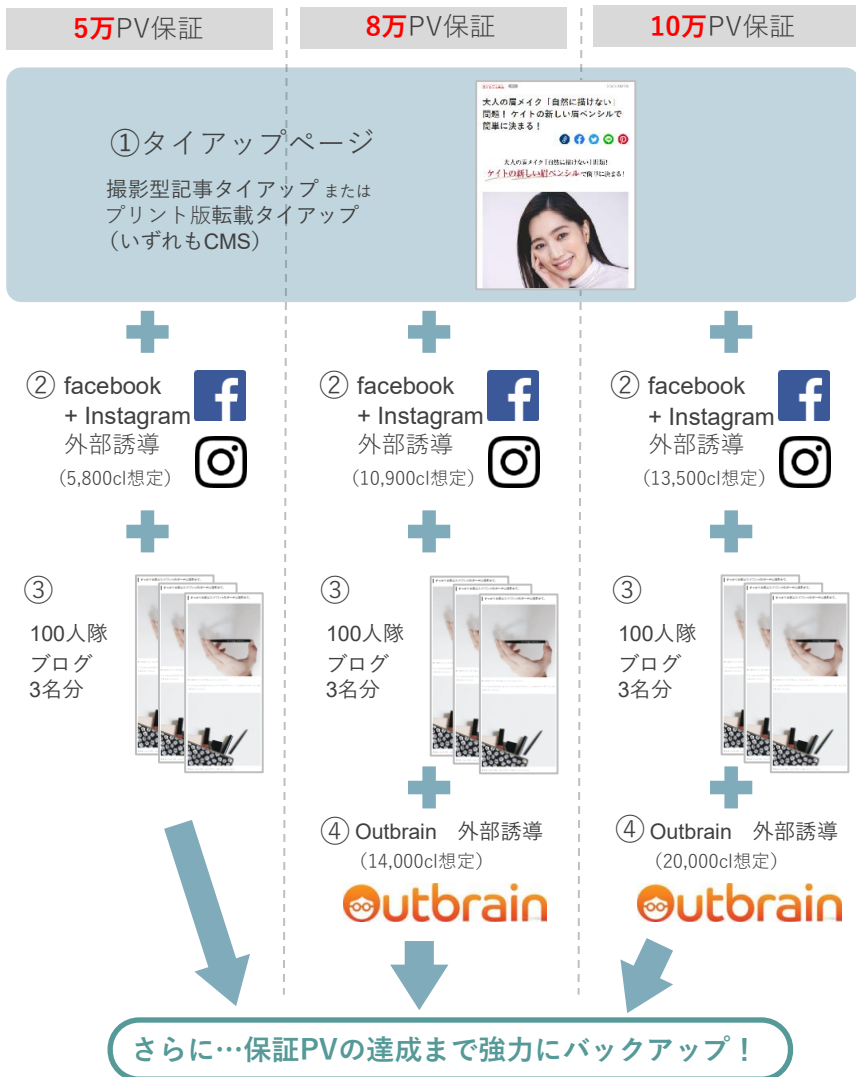 5万PV保証
8万PV保証
10万PV保証
①タイアップページ
撮影型記事タイアップ または
プリント版転載タイアップ
（いずれもCMS）
大人の眉メイク「自然に描けない」
問題！ ケイトの新しい眉ペンシルで
簡単に決まる！
大人の眉メイク「自然に描けない」問題！
ケイトの新しい眉ペンシルで簡単に決まる！
② facebook
+ Instagram
外部誘導
(5,800cl想定)
② facebook
+ Instagram
外部誘導
(10,900cl想定)
② facebook
+ Instagram
外部誘導
(13,500cl想定)
③
100人隊
ブログ
3名分
③
100人隊
ブログ
3名分
③
100人隊
ブログ
3名分
④ Outbrain　外部誘導
（14,000cl想定）
Outbrain
④ Outbrain　外部誘導
（20,000cl想定）
Outbrain
さらに…保証PVの達成まで強力にバックアップ！